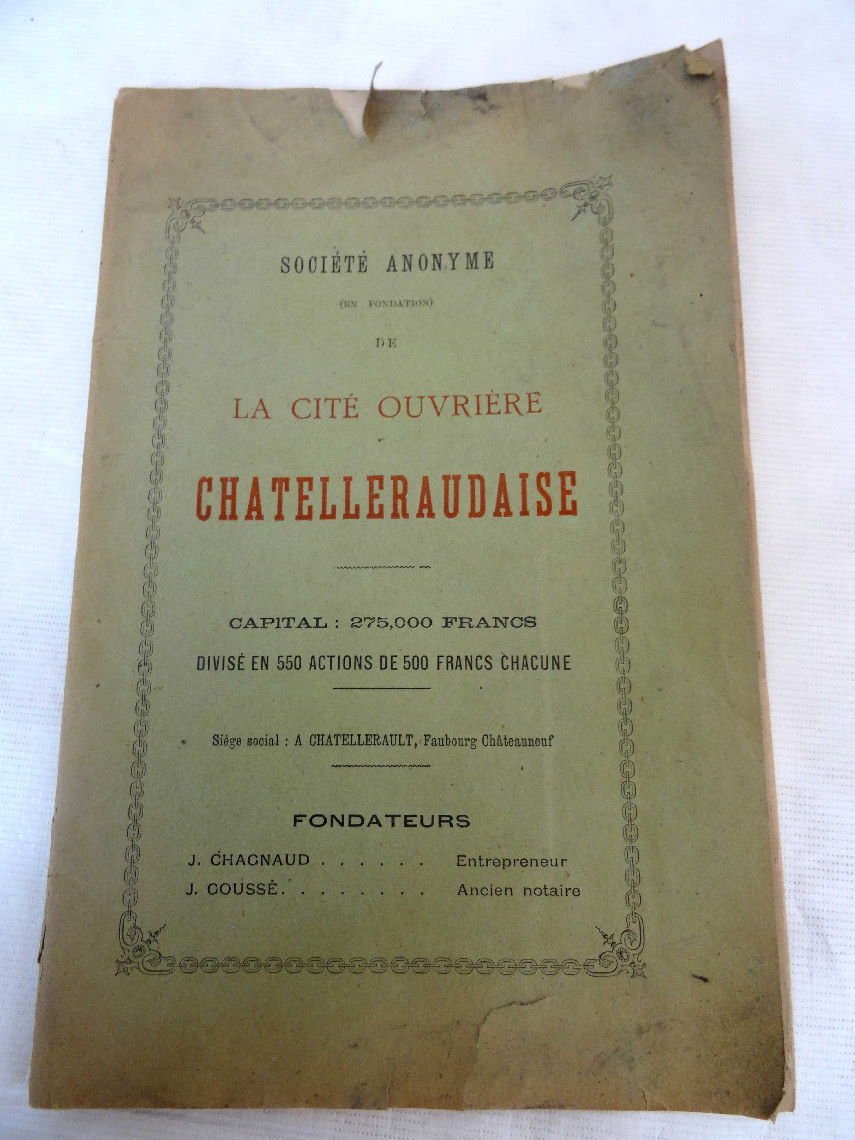 SOCIÉTÉ ANONYME
(EN FONDATION)
DE
LA CITÉ OUVRIÈRE
CHATELLERAUDAISE
CAPITAL : 275,000 FRANCS
DIVISÉ EN 550 ACTIONS DE 500 FRANCS CHACUNE
Siège social : A CHATELLERAULT, Faubourg Châteauneuf
FONDATEURS
J. CHAGNAUD . . . . . . Entrepreneur
J. COUSSÉ. . . . . . . . Ancien notaire